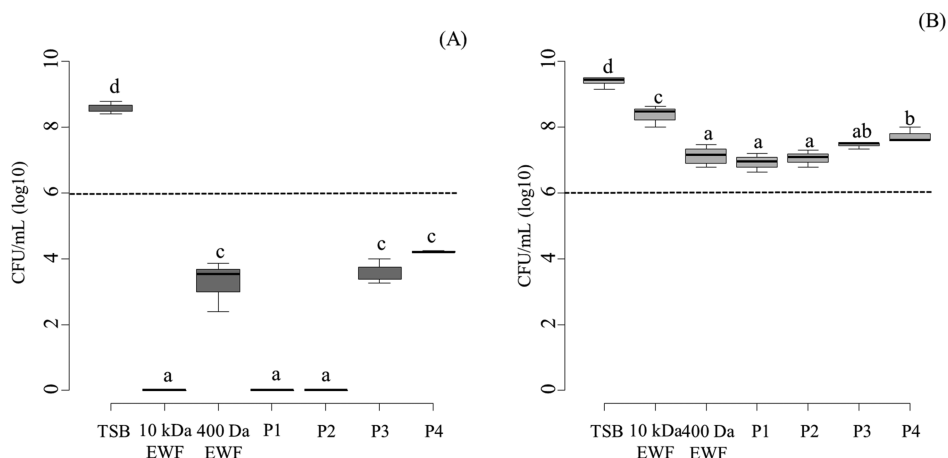 (A)
CFU/mL (log10)
10
8
6
4
2
0
d
a
c
a
a
c
c
TSB 10 kDa 400 Da P1 P2 P3 P4
EWF EWF
(B)
CFU/mL (log10)
10
8
6
4
2
0
d
c
a
a
a
ab
b
TSB 10 kDa 400 Da P1 P2 P3 P4
EWF EWF